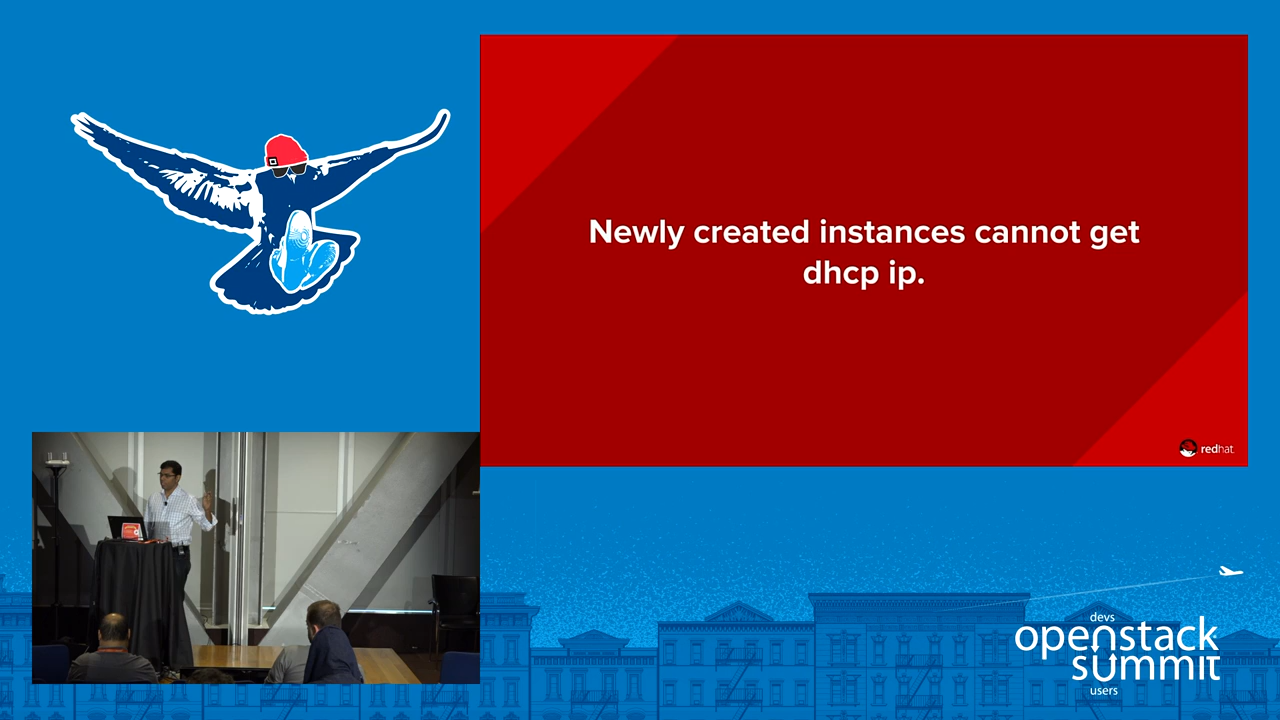 Newly created instances cannot get
dhcp ip.
redhat.
devs
openstack
summit
users